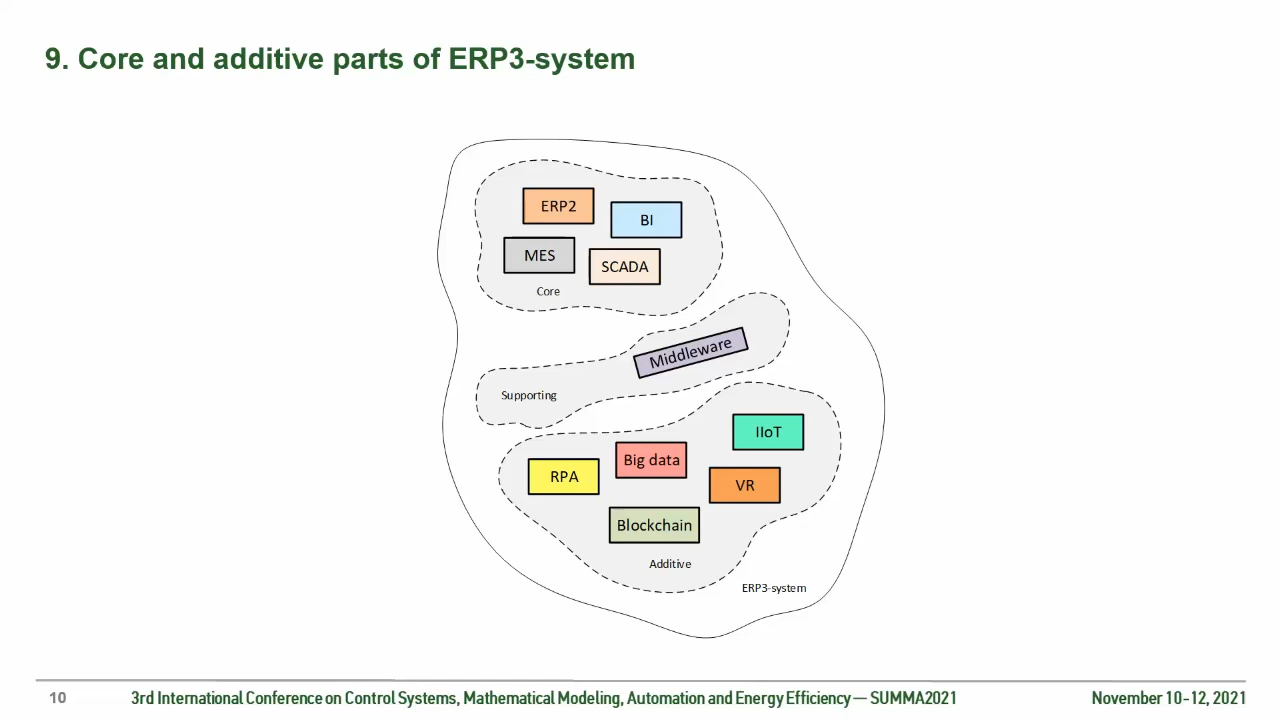 9. Core and additive parts of ERP3-system
ERP2
BI
MES
SCADA
Core
Middleware
Supporting
IIoT
Big data
RPA
VR
Blockchain
Additive
ERP3-system
10
3rd International Conference on Control Systems, Mathematical Modeling, Automation and Energy Efficiency — SUMMA2021
November 10-12, 2021